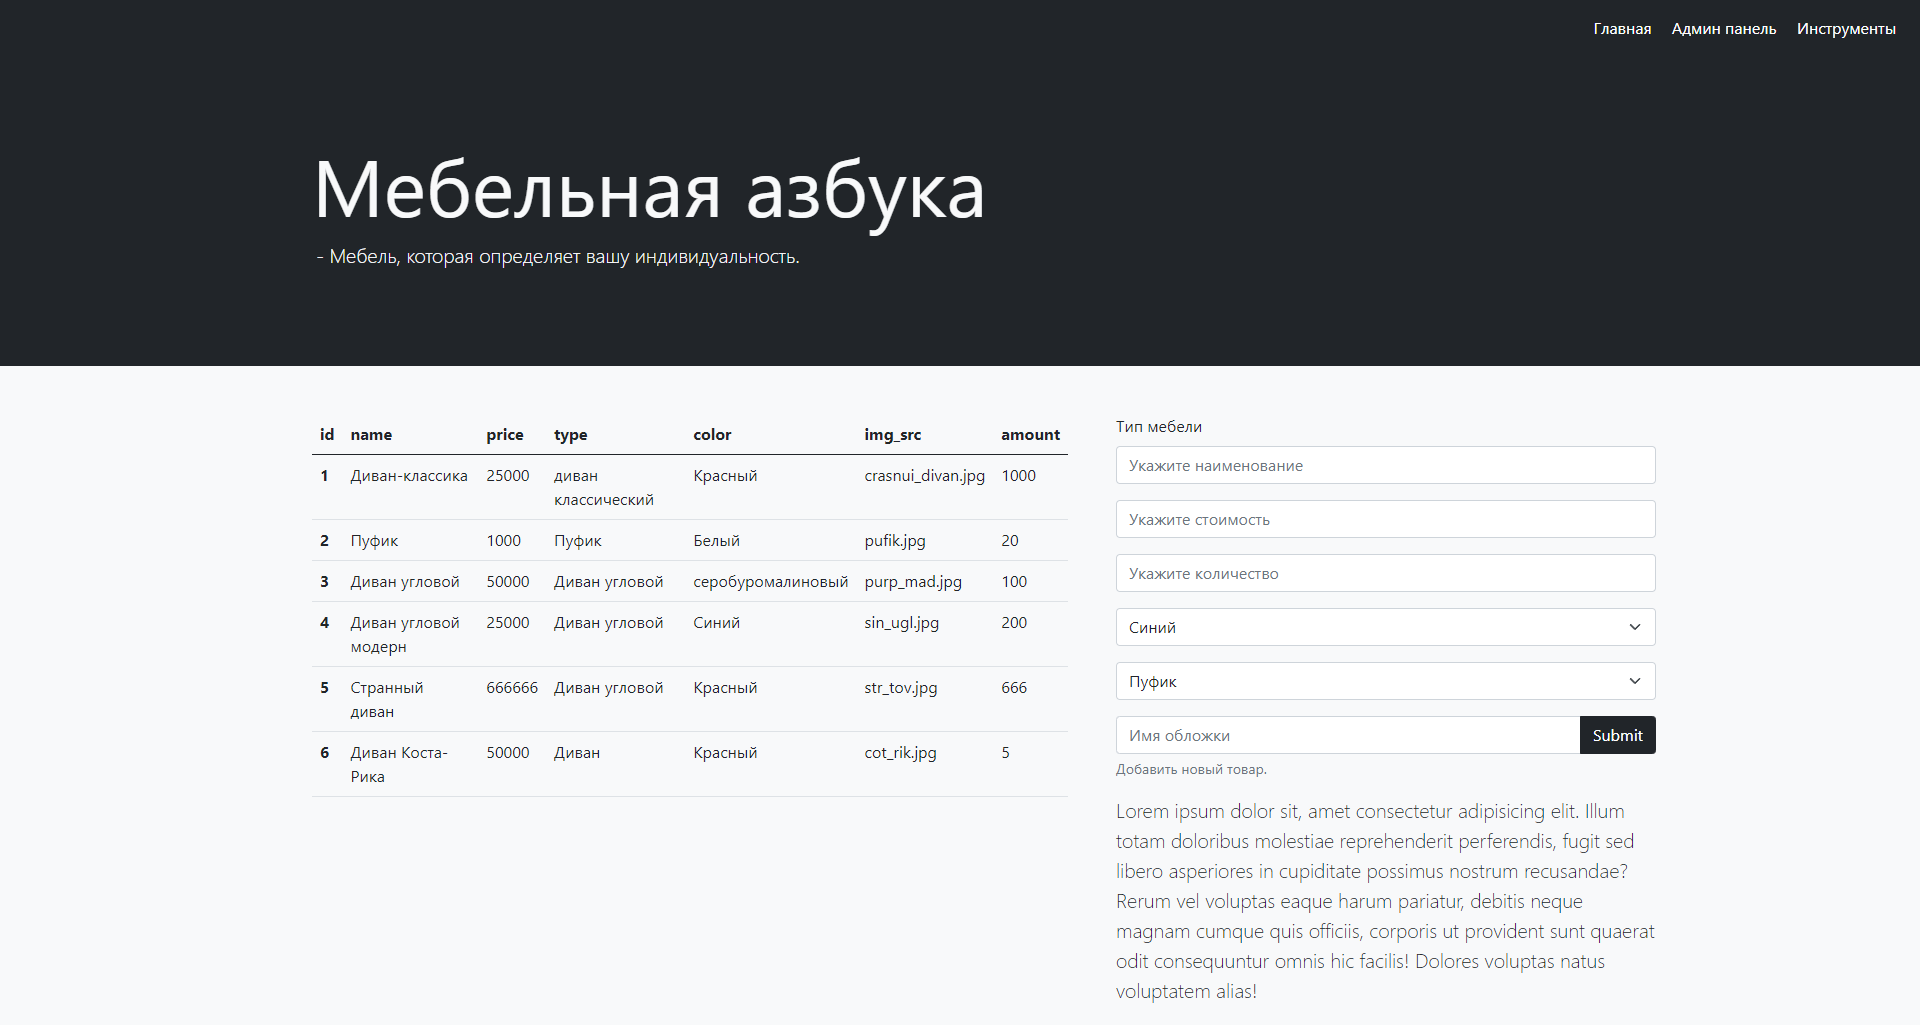 Главная Админ панель Инструменты
Мебельная азбука
- Мебель, которая определяет вашу индивидуальность.
id name price type color img_src amount
1 Диван-классика 25000 диван классический Красный crasnui_divan.jpg 1000
2 Пуфик 1000 Пуфик Белый pufik.jpg 20
3 Диван угловой 50000 Диван угловой серобуромалиновый purp_mad.jpg 100
4 Диван угловой модерн 25000 Диван угловой Синий sin_ugl.jpg 200
5 Странный диван 666666 Диван угловой Красный str_tov.jpg 666
6 Диван Коста-Рика 50000 Диван Красный cot_rik.jpg 5
Тип мебели
Укажите наименование
Укажите стоимость
Укажите количество
Синий
Пуфик
Имя обложки Submit
Добавить новый товар.
Lorem ipsum dolor sit, amet consectetur adipisicing elit. Illum
totam doloribus molestiae reprehenderit perferendis, fugit sed
libero asperiores in cupiditate possimus nostrum recusandae?
Rerum vel voluptas eaque harum pariatur, debitis neque
magnam cumque quis officiis, corporis ut provident sunt quaerat
odit consequuntur omnis hic facilis! Dolores voluptas natus
voluptatem alias!